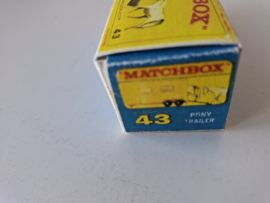 43
BOX
MATCHBOX
43 PONY
TRAILER